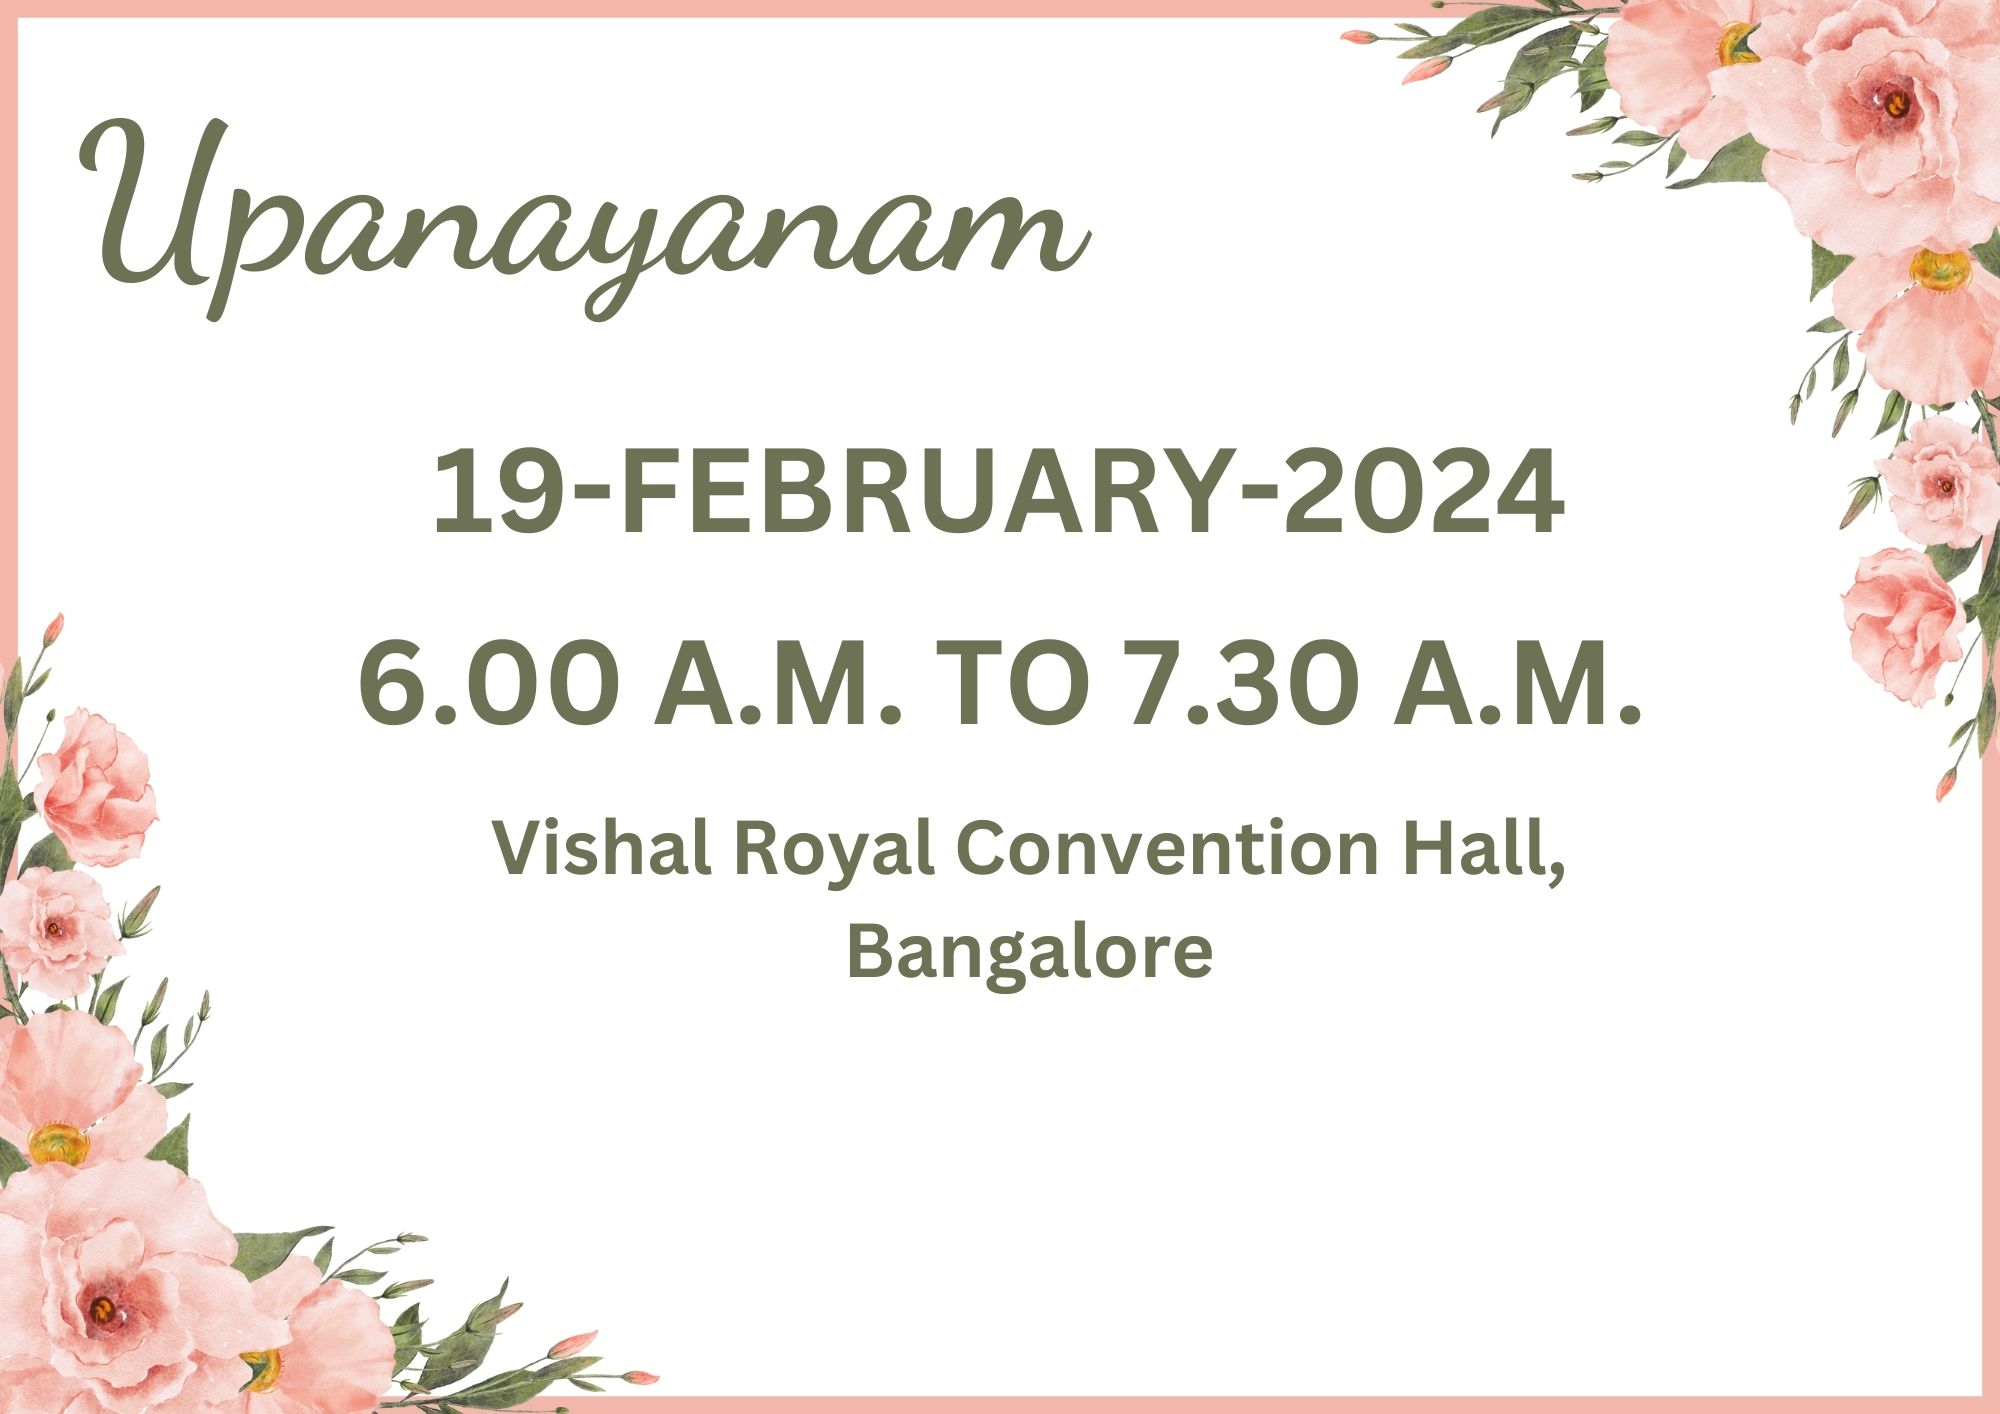 Upanayanam
19-FEBRUARY-2024
6.00 A.M. TO 7.30 A.M.
Vishal Royal Convention Hall,
Bangalore